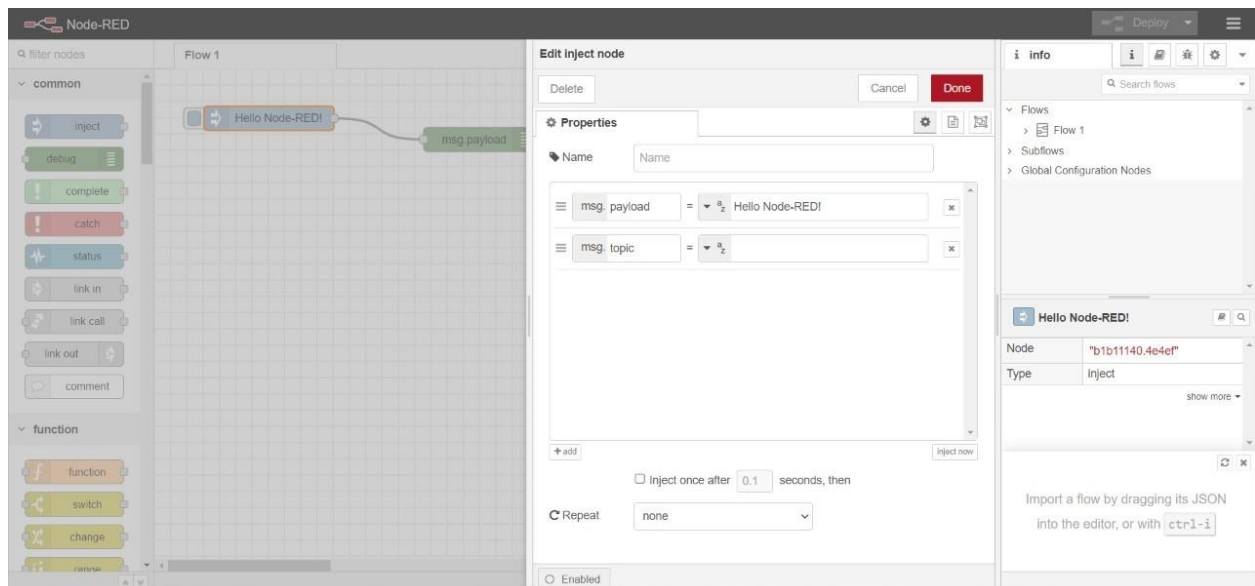 Node-RED
Deploy
filter nodes
common
inject
debug
complete
catch
status
link in
link call
link out
comment
function
function
switch
change
range
Flow 1
Hello Node-RED!
msg.payload
Edit inject node
Delete
Cancel
Done
Properties
Name
Name
msg. payload = a z Hello Node-RED!
msg. topic = a z
+ add
inject now
Inject once after 0.1 seconds, then
Repeat none
Enabled
i info
i
Search flows
Flows
Flow 1
Subflows
Global Configuration Nodes
Hello Node-RED!
Node "b1b11140.4e4ef"
Type inject
show more
Import a flow by dragging its JSON
into the editor, or with ctrl-i